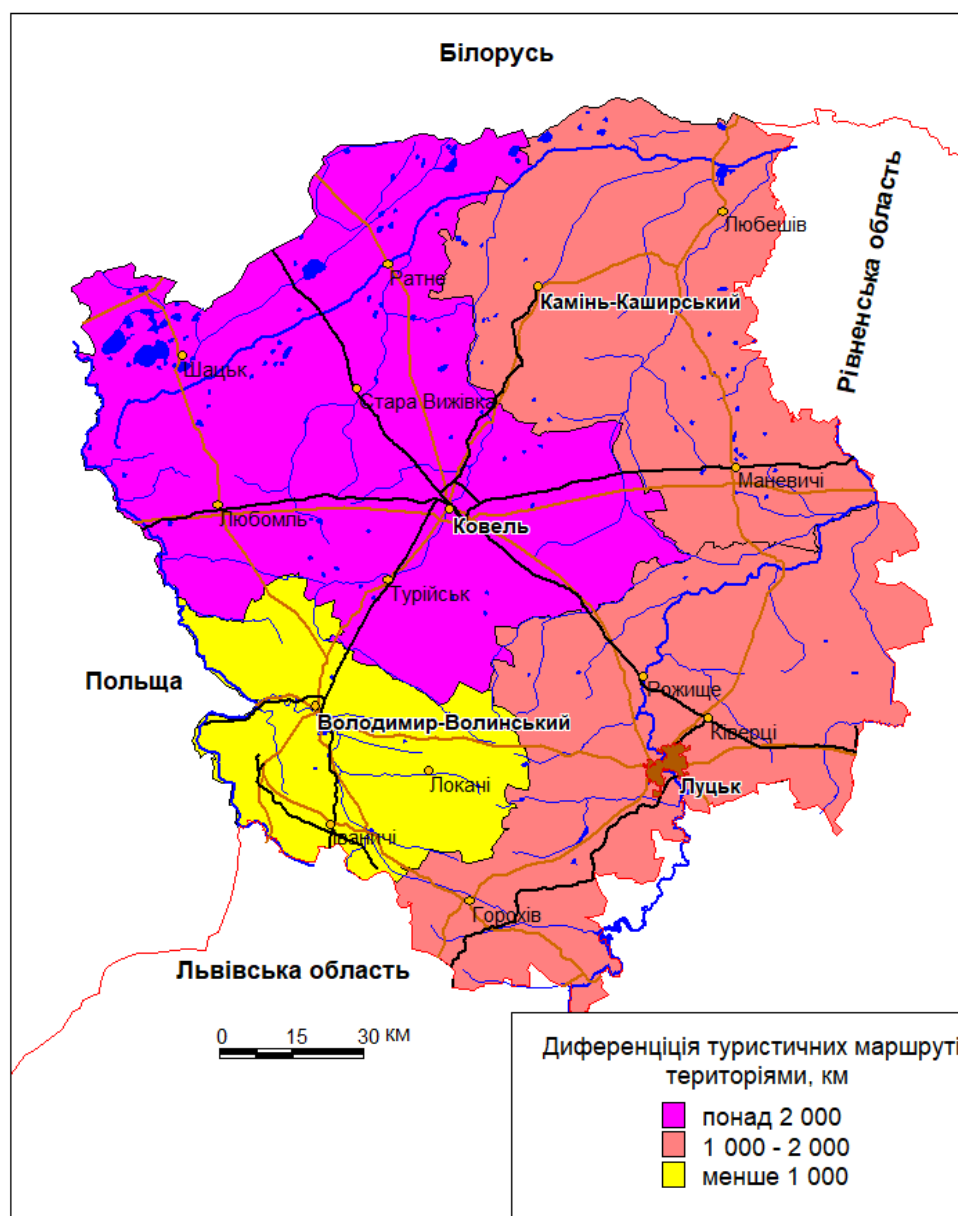 Білорусь
Рівненська область
Любешів
Ратне
Камінь-Каширський
Шацьк
Стара Вижівка
Маневичі
Любомль
Ковель
Турійськ
Польща
Рожище
Володимир-Волинський
Ківерці
Локачі
Луцьк
Іваничі
Горохів
Львівська область
0 15 30 КМ
Диференціція туристичних маршруті
територіями, км
понад 2 000
1 000 - 2 000
менше 1 000